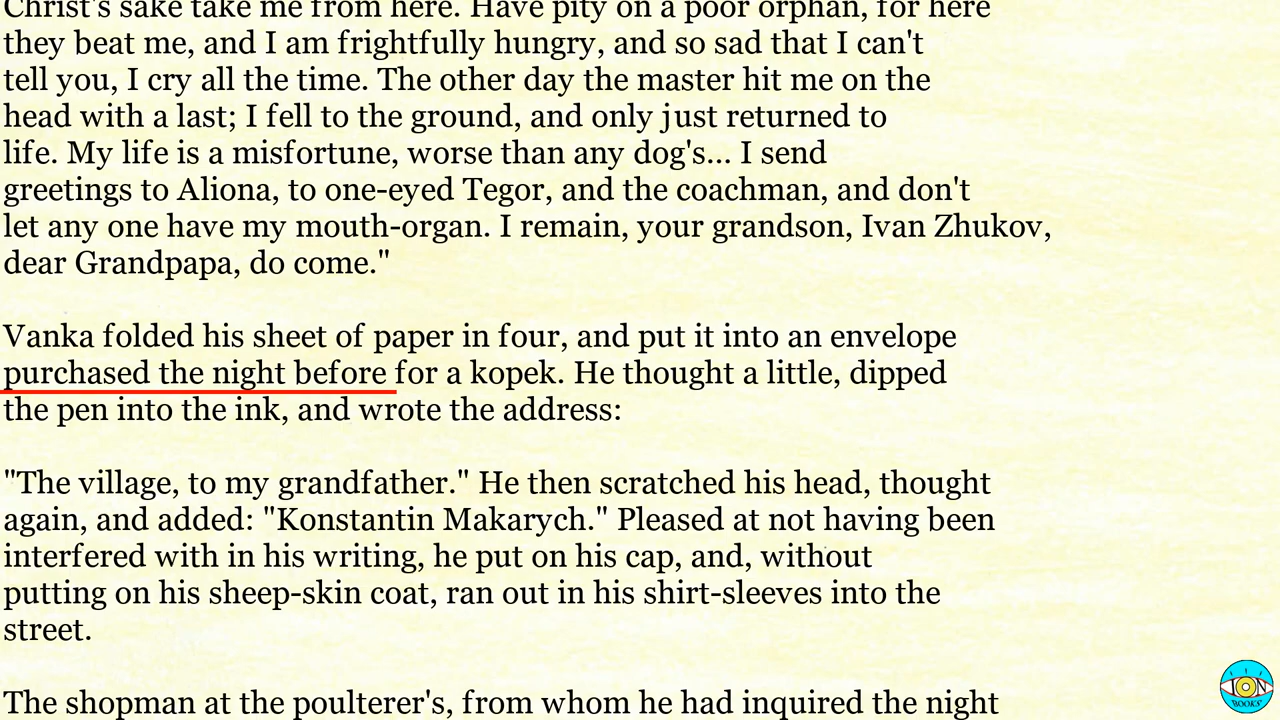 Christ's sake take me from here. Have pity on a poor orphan, for here
they beat me, and I am frightfully hungry, and so sad that I can't
tell you, I cry all the time. The other day the master hit me on the
head with a last; I fell to the ground, and only just returned to
life. My life is a misfortune, worse than any dog's... I send
greetings to Aliona, to one-eyed Tegor, and the coachman, and don't
let any one have my mouth-organ. I remain, your grandson, Ivan Zhukov,
dear Grandpapa, do come."
Vanka folded his sheet of paper in four, and put it into an envelope
purchased the night before for a kopek. He thought a little, dipped
the pen into the ink, and wrote the address:
"The village, to my grandfather." He then scratched his head, thought
again, and added: "Konstantin Makarych." Pleased at not having been
interfered with in his writing, he put on his cap, and, without
putting on his sheep-skin coat, ran out in his shirt-sleeves into the
street.
The shopman at the poulterer's, from whom he had inquired the night
ION
BOOKS